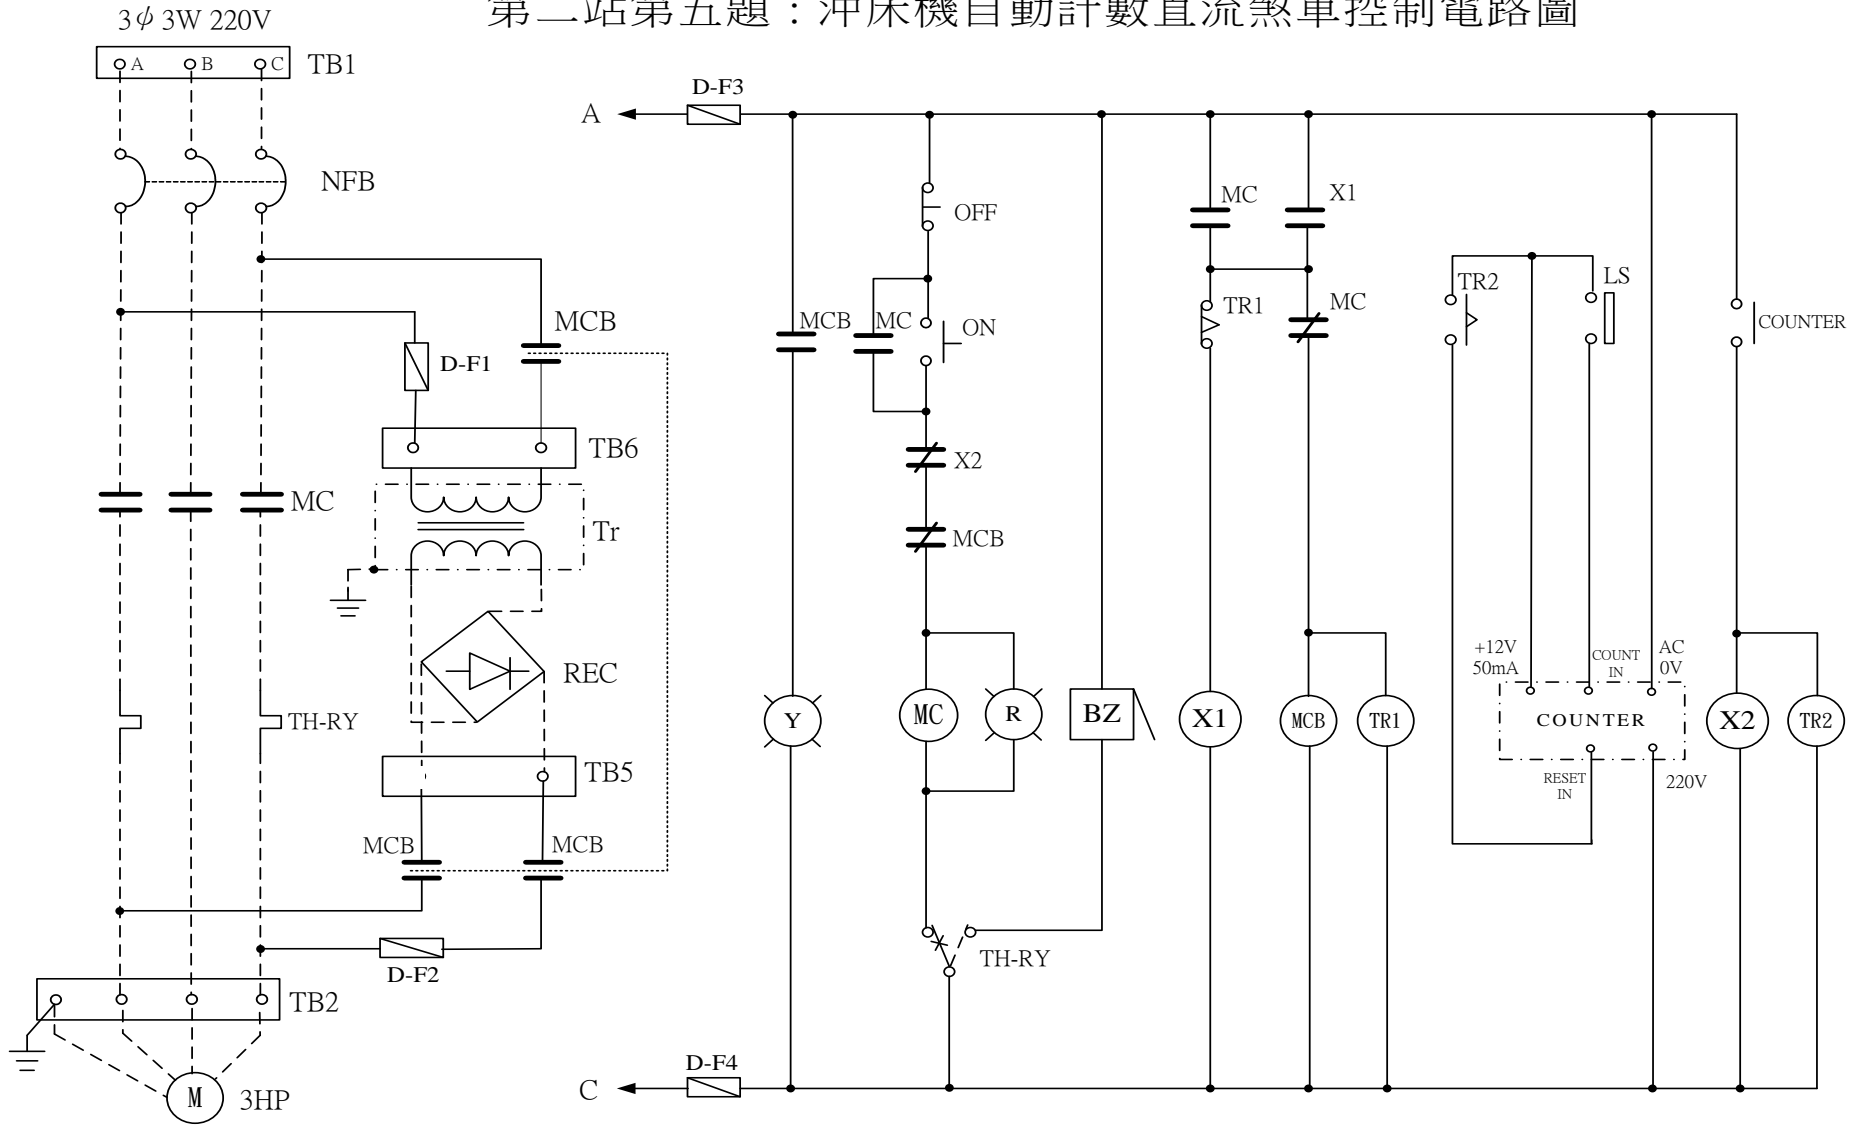 第二站第五題：沖床機自動計數直流煞車控制電路圖
3ϕ 3W 220V
A B C TB1
NFB
D-F3
A
MC X1
OFF
TR2 LS
MCB
MCB MC ON TR1 MC COUNTER
D-F1
TB6
X2
MC
Tr
MCB
+12V 50mA
COUNT IN
AC 0V
REC
TH-RY
Y MC R BZ X1 MCB TR1 COUNTER X2 TR2
TB5
RESET IN
220V
MCB MCB
TH-RY
D-F2
TB2
D-F4
C
M 3HP